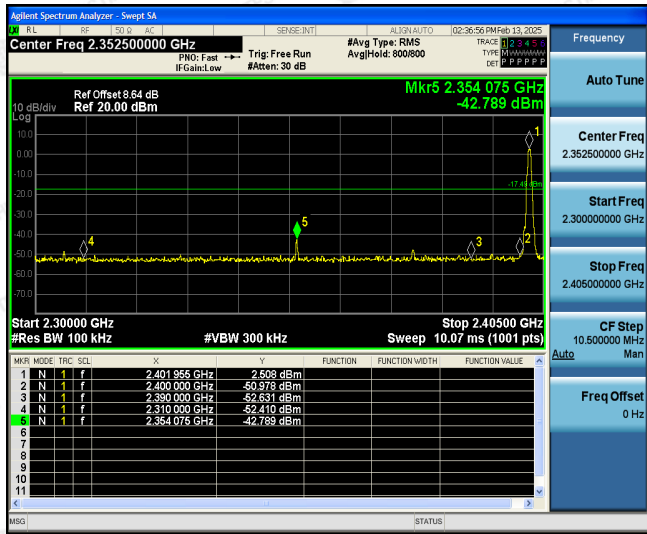 Agilent Spectrum Analyzer - Swept SA
LXI RL RF 50 Ω AC SENSE:INT ALIGN AUTO 02:36:56 PM Feb 13, 2025
Center Freq 2.352500000 GHz #Avg Type: RMS TRACE 1 2 3 4 5 6
PNO: Fast Trig: Free Run Avg|Hold: 800/800 TYPE M WWWWW
IFGain:Low #Atten: 30 dB DET P P P P P P
Ref Offset 8.64 dB Mkr5 2.354 075 GHz
10 dB/div Ref 20.00 dBm -42.789 dBm
Log
10.0
0.00
-10.0
-20.0
-30.0
-40.0
-50.0
-60.0
-70.0
1
-17.49 dBm
5
4
3
2
Start 2.30000 GHz Stop 2.40500 GHz
#Res BW 100 kHz #VBW 300 kHz Sweep 10.07 ms (1001 pts)
MKR MODE TRC SCL X Y FUNCTION FUNCTION WIDTH FUNCTION VALUE
1 N 1 f 2.401 955 GHz 2.508 dBm
2 N 1 f 2.400 000 GHz -50.978 dBm
3 N 1 f 2.390 000 GHz -52.631 dBm
4 N 1 f 2.310 000 GHz -52.410 dBm
5 N 1 f 2.354 075 GHz -42.789 dBm
6
7
8
9
10
11
MSG STATUS
Frequency
Auto Tune
Center Freq
2.352500000 GHz
Start Freq
2.300000000 GHz
Stop Freq
2.405000000 GHz
CF Step
10.500000 MHz
Auto Man
Freq Offset
0 Hz